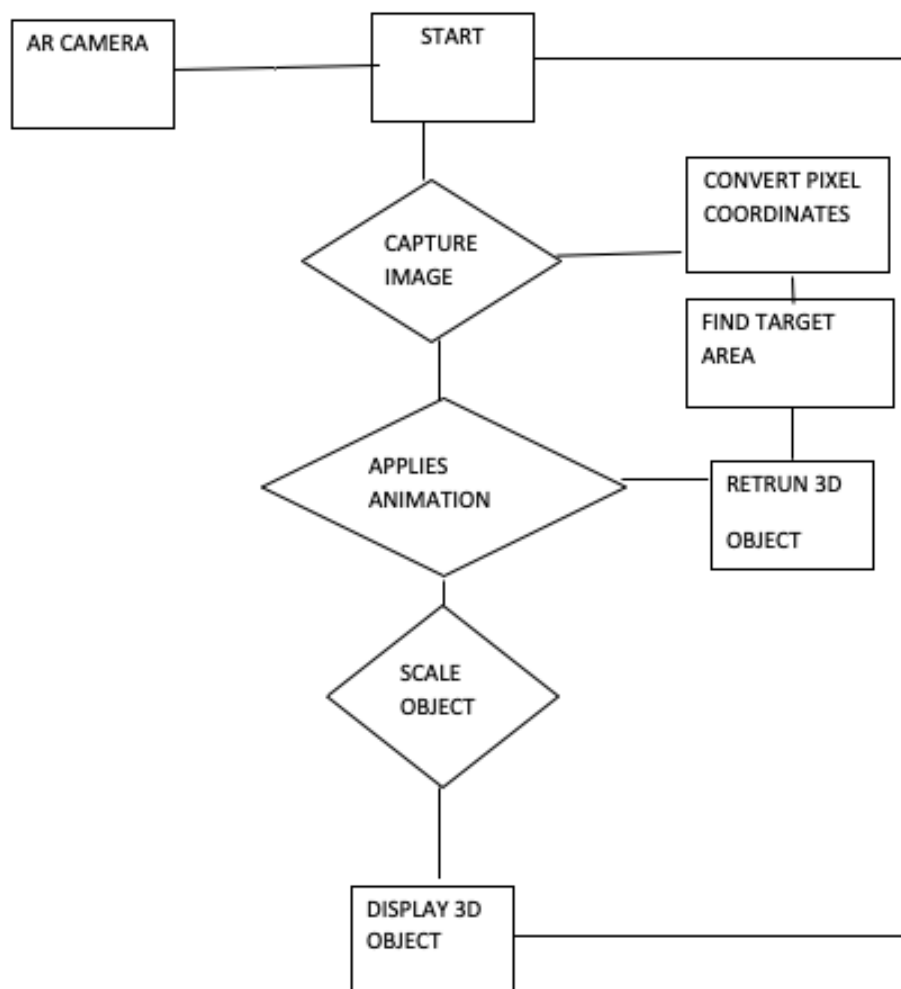 AR CAMERA
START
CAPTURE
IMAGE
CONVERT PIXEL
COORDINATES
FIND TARGET
AREA
APPLIES
ANIMATION
RETRUN 3D
OBJECT
SCALE
OBJECT
DISPLAY 3D
OBJECT